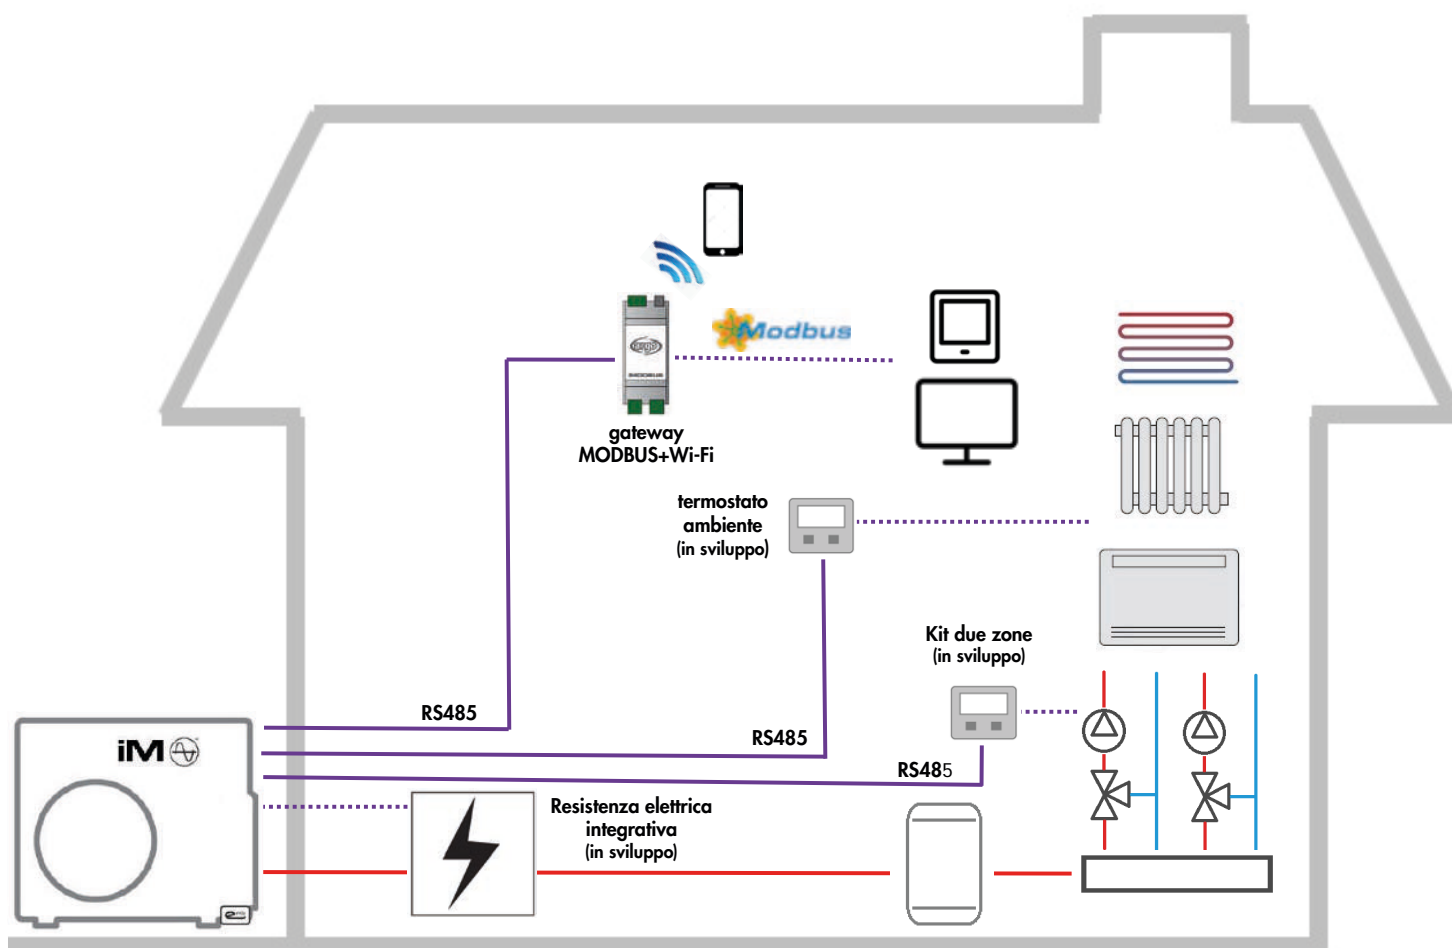 Modbus
gateway
MODBUS+Wi-Fi
termostato
ambiente
(in sviluppo)
Kit due zone
(in sviluppo)
RS485
RS485
RS485
iM
Resistenza elettrica
integrativa
(in sviluppo)